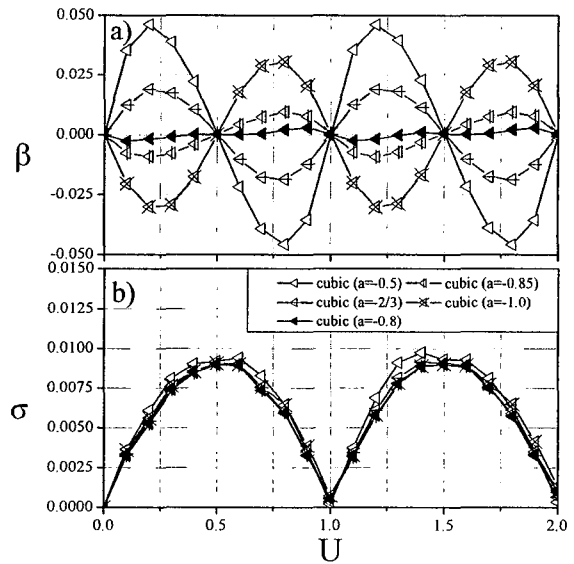 a)
0.050
0.025
0.000
-0.025
-0.050
β
b)
0.0150
0.0125
0.0100
0.0075
0.0050
0.0025
0.0000
σ
cubic (a=-0.5)
cubic (a=-0.85)
cubic (a=-2/3)
cubic (a=-1.0)
cubic (a=-0.8)
0.0
0.5
1.0
1.5
2.0
U